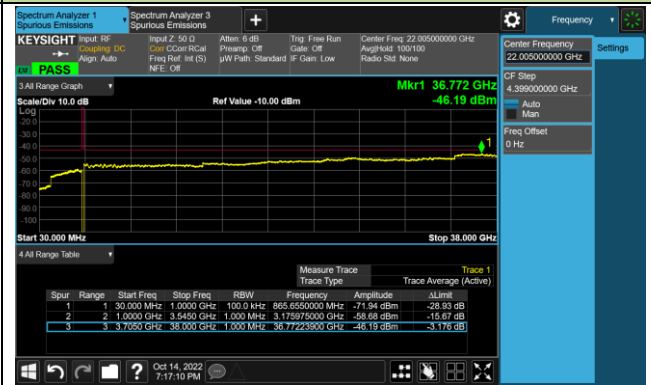 Spectrum Analyzer 1
Spurious Emissions
Spectrum Analyzer 3
Spurious Emissions
+
Frequency
KEYSIGHT
Input: RF
Coupling: DC
Align: Auto
Input Z: 50 Ω
Corr CCorr RCal
Freq Ref: Int (S)
NFE: Off
Atten: 6 dB
Preamp: Off
µW Path: Standard
Trig: Free Run
Gate: Off
IF Gain: Low
Center Freq: 22.005000000 GHz
Avg|Hold: 100/100
Radio Std: None
PASS
Center Frequency
22.005000000 GHz
Settings
CF Step
4.399000000 GHz
Auto
Man
Freq Offset
0 Hz
3 All Range Graph
Mkr1 36.772 GHz
-46.19 dBm
Scale/Div 10.0 dB
Ref Value -10.00 dBm
Log
-20.0
-30.0
-40.0
-50.0
-60.0
-70.0
-80.0
-90.0
-100
1
Start 30.000 MHz
Stop 38.000 GHz
4 All Range Table
Measure Trace Trace 1
Trace Type Trace Average (Active)
Spur Range Start Freq Stop Freq RBW Frequency Amplitude ΔLimit
1 1 30.000 MHz 1.0000 GHz 100.0 kHz 865.6550000 MHz -71.94 dBm -28.93 dB
2 2 1.0000 GHz 3.5450 GHz 1.000 MHz 3.175975000 GHz -58.68 dBm -15.67 dB
3 3 3.7050 GHz 38.000 GHz 1.000 MHz 36.77223900 GHz -46.19 dBm -3.176 dB
?
Oct 14, 2022
7:17:10 PM